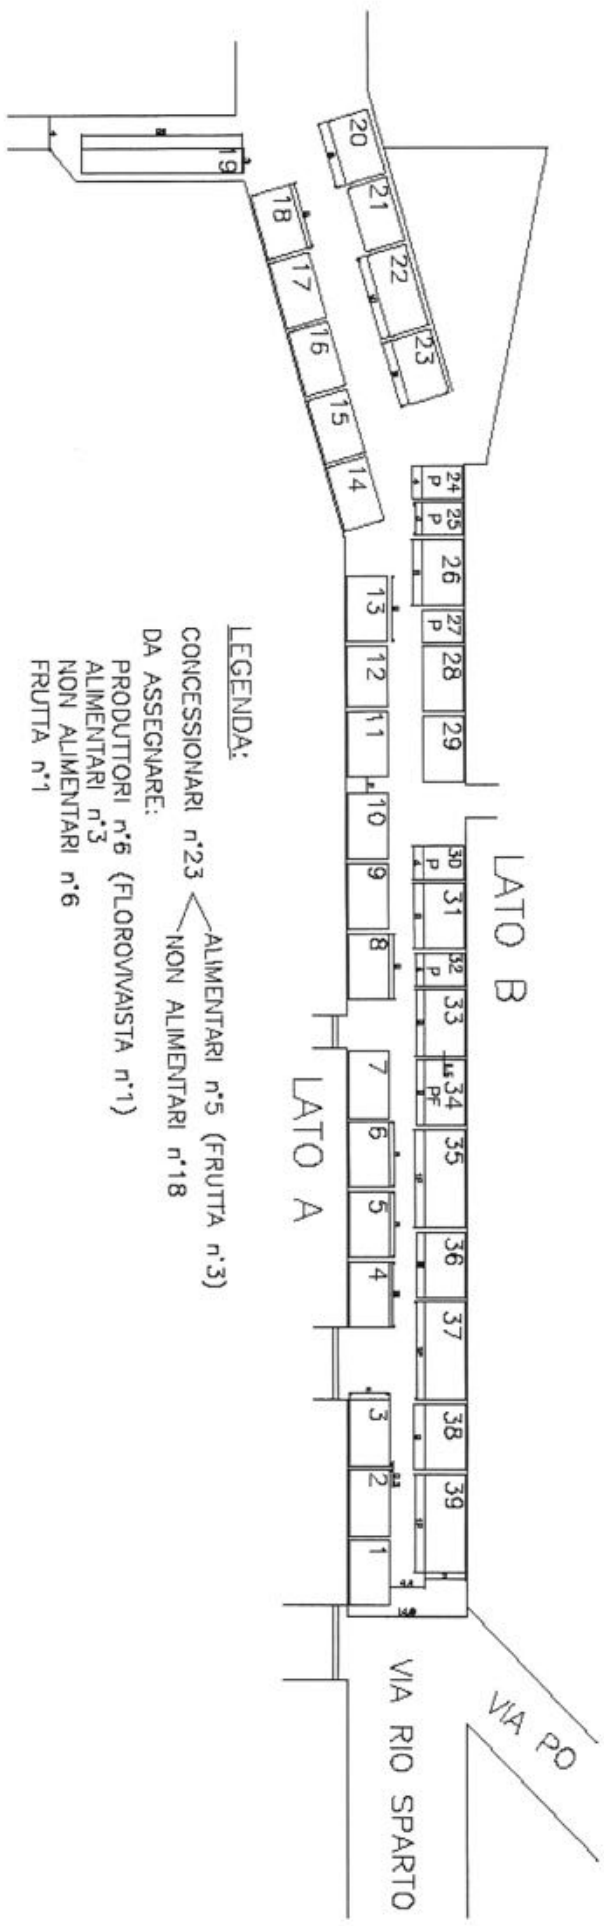 20
21
22
23
24
P
25
P
26
27
P
28
29
30
P
31
32
P
33
34
PF
35
36
37
38
39
LATO B
19
18
17
16
15
14
13
12
11
10
9
8
7
6
5
4
3
2
1
LATO A
VIA PO
VIA RIO SPARTO
LEGENDA:
CONCESSIONARI n°23
ALIMENTARI n°5 (FRUTTA n°3)
NON ALIMENTARI n°18
DA ASSEGNARE:
PRODUTTORI n°6 (FLOROVIVAISTA n°1)
ALIMENTARI n°3
NON ALIMENTARI n°6
FRUTTA n°1